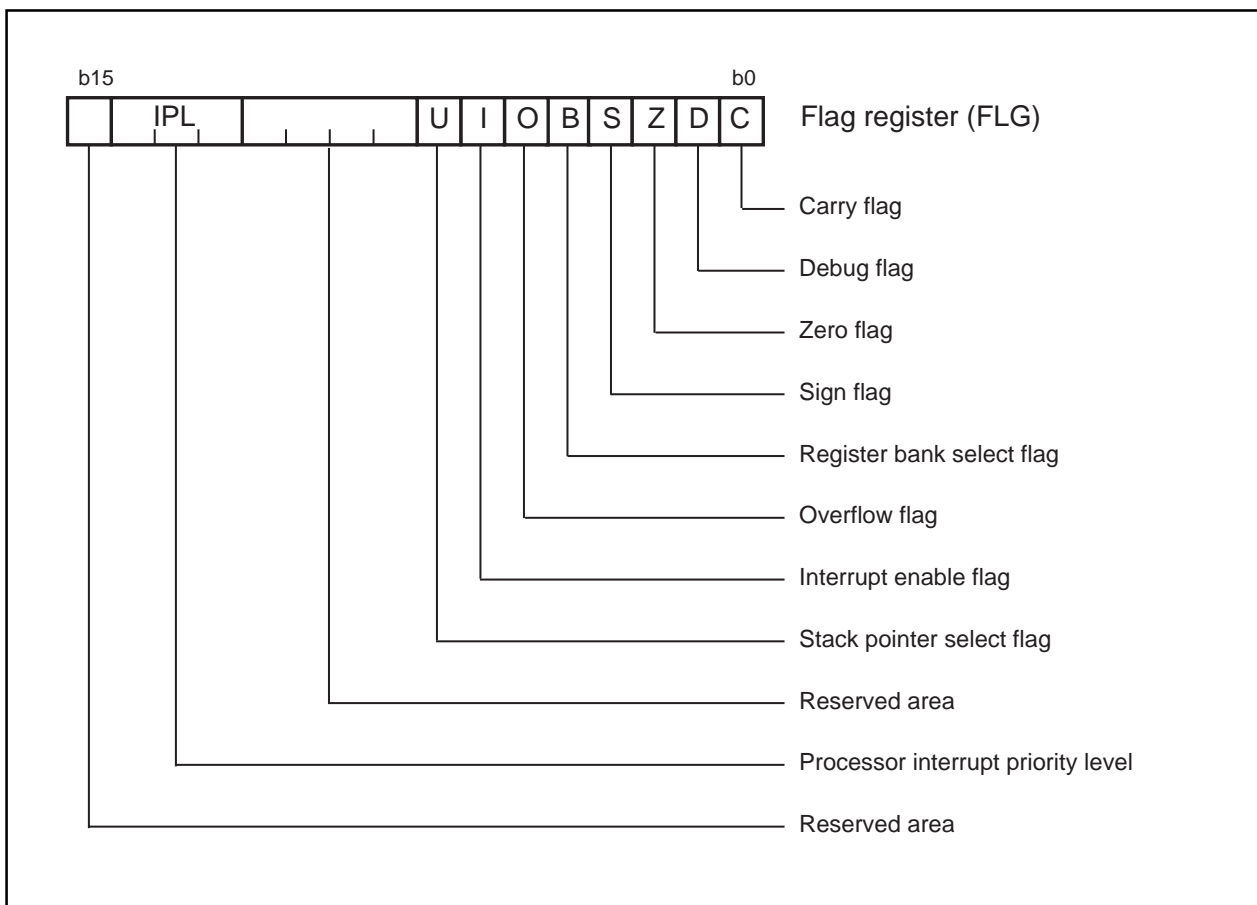 b15 b0
IPL U I O B S Z D C Flag register (FLG)
Carry flag
Debug flag
Zero flag
Sign flag
Register bank select flag
Overflow flag
Interrupt enable flag
Stack pointer select flag
Reserved area
Processor interrupt priority level
Reserved area